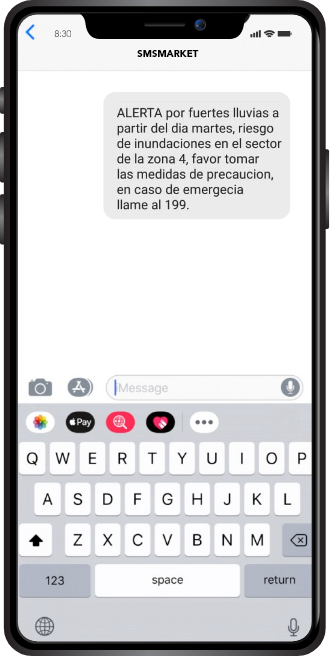 8:30
SMSMARKET
ALERTA por fuertes lluvias a
partir del dia martes, riesgo
de inundaciones en el sector
de la zona 4, favor tomar
las medidas de precaucion,
en caso de emergecia
llame al 199.
Message
Pay
Q W E R T Y U I O P
A S D F G H J K L
Z X C V B N M
123 space return